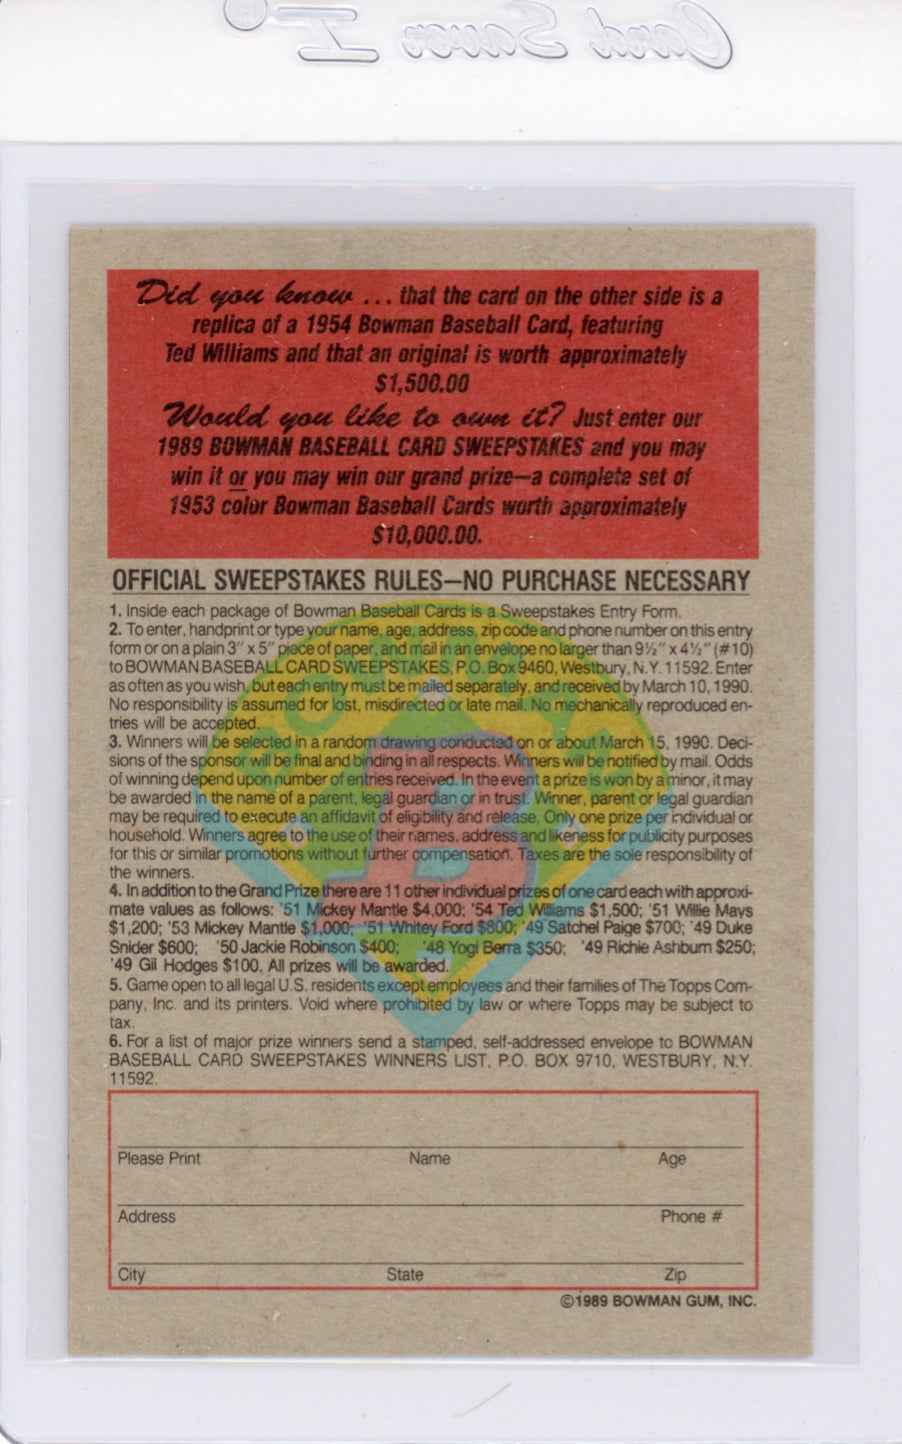 Card Saver I®
Did you know ... that the card on the other side is a
replica of a 1954 Bowman Baseball Card, featuring
Ted Williams and that an original is worth approximately
$1,500.00
Would you like to own it? Just enter our
1989 BOWMAN BASEBALL CARD SWEEPSTAKES and you may
win it or you may win our grand prize—a complete set of
1953 color Bowman Baseball Cards worth approximately
$10,000.00.
OFFICIAL SWEEPSTAKES RULES—NO PURCHASE NECESSARY
1. Inside each package of Bowman Baseball Cards is a Sweepstakes Entry Form.
2. To enter, handprint or type your name, age, address, zip code and phone number on this entry
form or on a plain 3″ x 5″ piece of paper, and mail in an envelope no larger than 9½″ x 4½″ (#10)
to BOWMAN BASEBALL CARD SWEEPSTAKES, P.O. Box 9460, Westbury, N.Y. 11592. Enter
as often as you wish, but each entry must be mailed separately, and received by March 10, 1990.
No responsibility is assumed for lost, misdirected or late mail. No mechanically reproduced en-
tries will be accepted.
3. Winners will be selected in a random drawing conducted on or about March 15, 1990. Deci-
sions of the sponsor will be final and binding in all respects. Winners will be notified by mail. Odds
of winning depend upon number of entries received. In the event a prize is won by a minor, it may
be awarded in the name of a parent, legal guardian or in trust. Winner, parent or legal guardian
may be required to execute an affidavit of eligibility and release. Only one prize per individual or
household. Winners agree to the use of their names, address and likeness for publicity purposes
for this or similar promotions without further compensation. Taxes are the sole responsibility of
the winners.
4. In addition to the Grand Prize there are 11 other individual prizes of one card each with approxi-
mate values as follows: '51 Mickey Mantle $4,000; '54 Ted Williams $1,500; '51 Willie Mays
$1,200; '53 Mickey Mantle $1,000; '51 Whitey Ford $800; '49 Satchel Paige $700; '49 Duke
Snider $600; '50 Jackie Robinson $400; '48 Yogi Berra $350; '49 Richie Ashburn $250;
'49 Gil Hodges $100. All prizes will be awarded.
5. Game open to all legal U.S. residents except employees and their families of The Topps Com-
pany, Inc. and its printers. Void where prohibited by law or where Topps may be subject to
tax.
6. For a list of major prize winners send a stamped, self-addressed envelope to BOWMAN
BASEBALL CARD SWEEPSTAKES WINNERS LIST, P.O. BOX 9710, WESTBURY, N.Y.
11592.
Please Print Name Age
Address Phone #
City State Zip
©1989 BOWMAN GUM, INC.